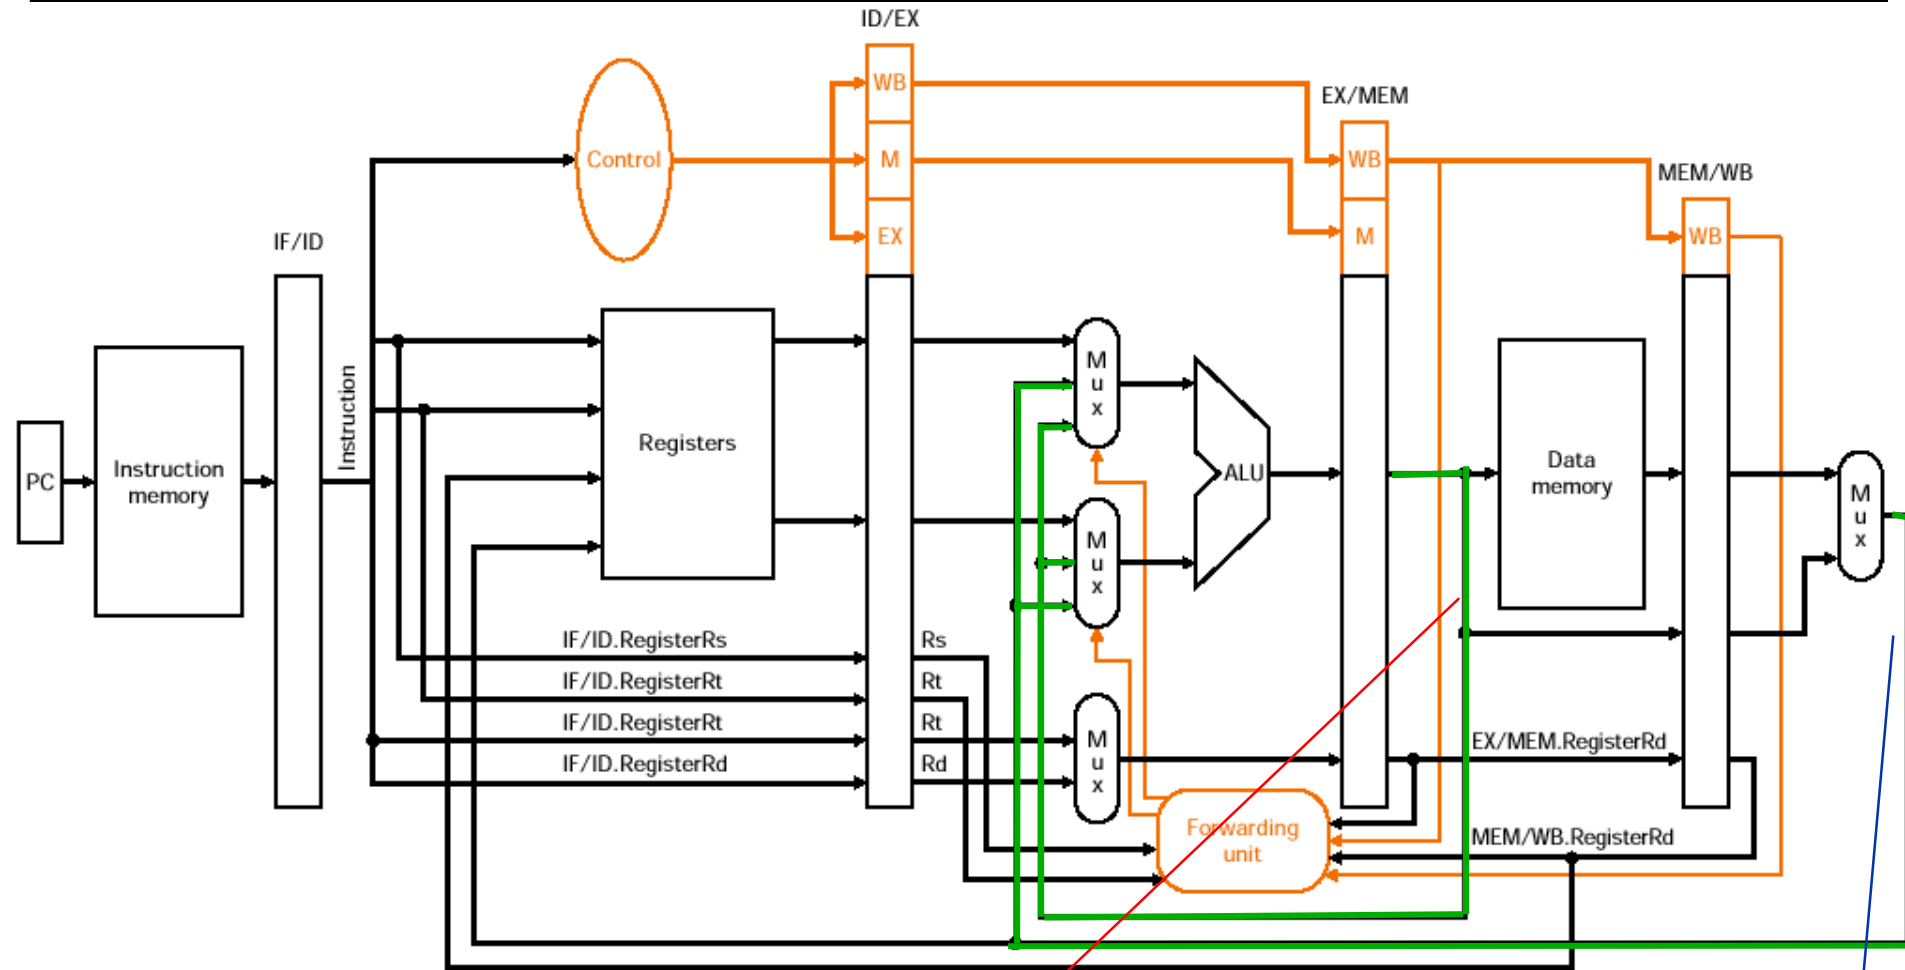 ID/EX
WB
EX/MEM
Control
M
WB
MEM/WB
IF/ID
EX
M
WB
Instruction
M
u
x
Registers
PC
Instruction
memory
ALU
Data
memory
M
u
x
M
u
x
IF/ID.RegisterRs
Rs
IF/ID.RegisterRt
Rt
IF/ID.RegisterRt
Rt
IF/ID.RegisterRd
Rd
M
u
x
EX/MEM.RegisterRd
Forwarding
unit
MEM/WB.RegisterRd